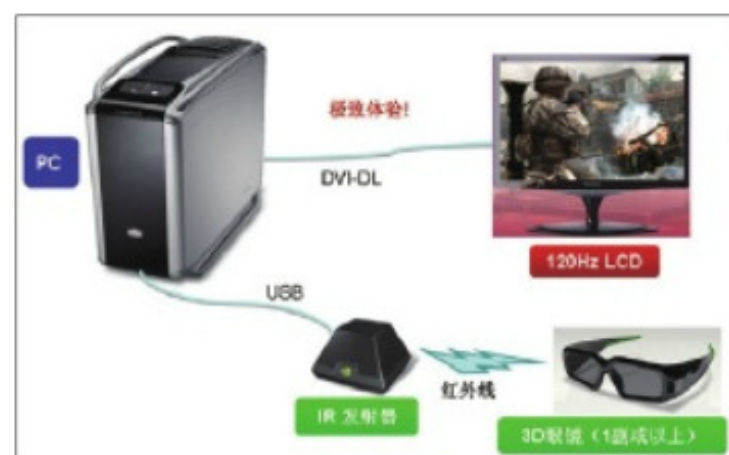 极致体验!
PC
DVI-DL
120Hz LCD
USB
红外线
IR 发射器
3D眼镜（1副或以上）